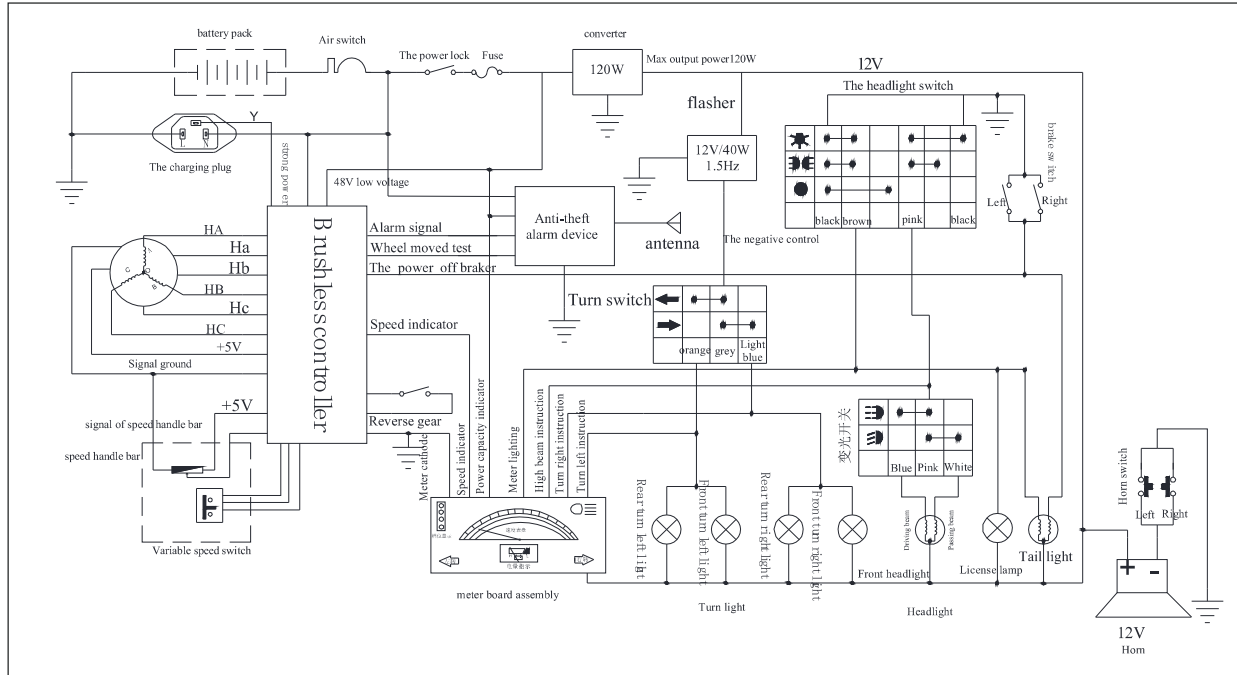 battery pack
Air switch
The power lock
Fuse
converter
120W
Max output power120W
12V
flasher
The headlight switch
brake switch
Y
L
N
The charging plug
strong power
48V low voltage
12V/40W
1.5Hz
Left
Right
black
brown
pink
black
Anti-theft
alarm device
antenna
The negative control
Brushlesscontroller
HA
Ha
Hb
HB
Hc
HC
+5V
Signal ground
Alarm signal
Wheel moved test
The power off braker
Turn switch
orange
grey
Light
blue
Speed indicator
Reverse gear
+5V
signal of speed handle bar
speed handle bar
Variable speed switch
Meter cathode
Speed indicator
Power capacity indicator
Meter lighting
High beam instruction
Turn right instruction
Turn left instruction
变光开关
Blue
Pink
White
Horn switch
Left
Right
Rear turn left light
Front turn left light
Rear turn right light
Front turn right light
Driving beam
Passing beam
Tail light
Front headlight
License lamp
meter board assembly
Turn light
Headlight
+
-
12V
Horn